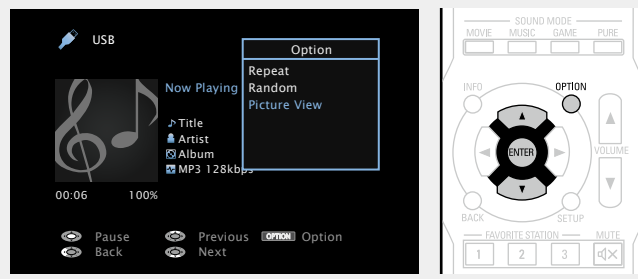 USB
Option
Repeat
Random
Picture View
Now Playing
Title
Artist
Album
MP3 128kbps
00:06 100%
Pause Previous OPTION Option
Back Next
SOUND MODE
MOVIE MUSIC GAME PURE
INFO OPTION
ENTER
VOLUME
BACK SETUP
FAVORITE STATION MUTE
1 2 3